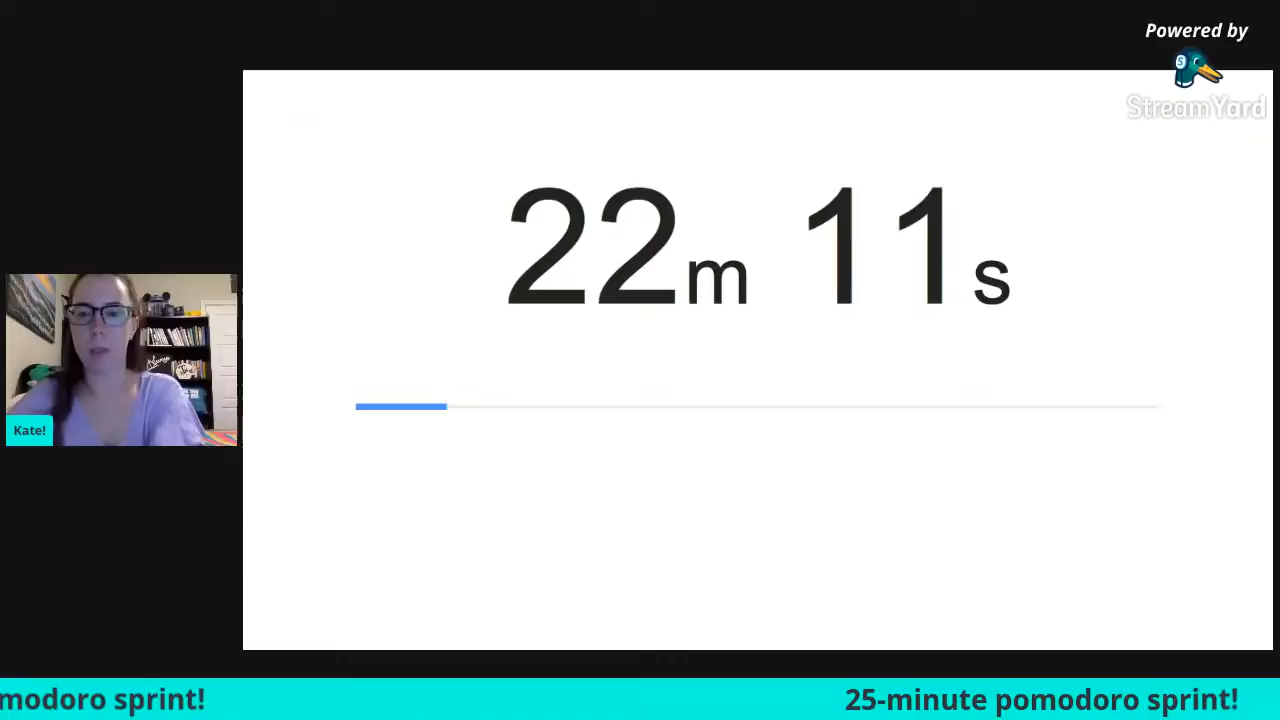 Powered by
StreamYard
22m 11s
Kate!
modoro sprint!
25-minute pomodoro sprint!